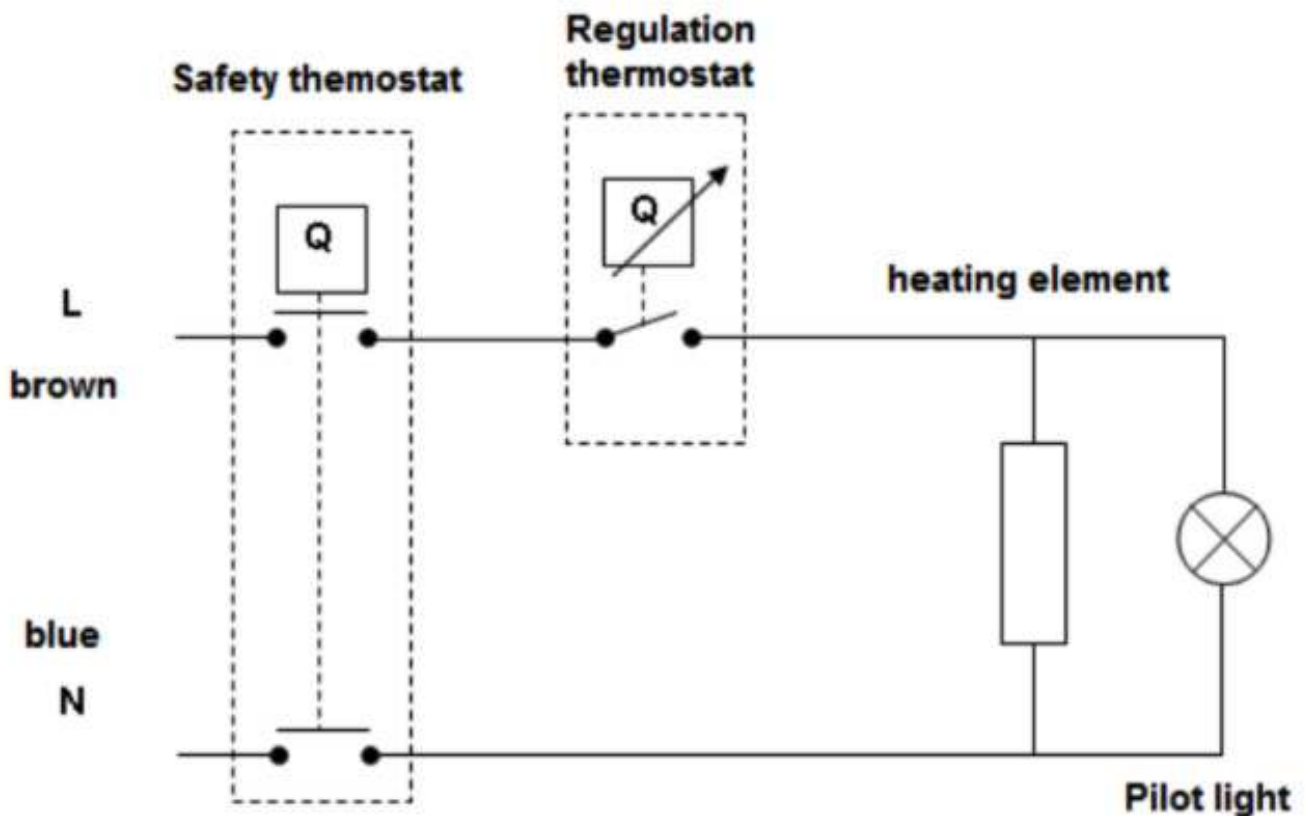 Regulation
thermostat
Safety themostat
Q
Q
heating element
L
brown
blue
N
Pilot light